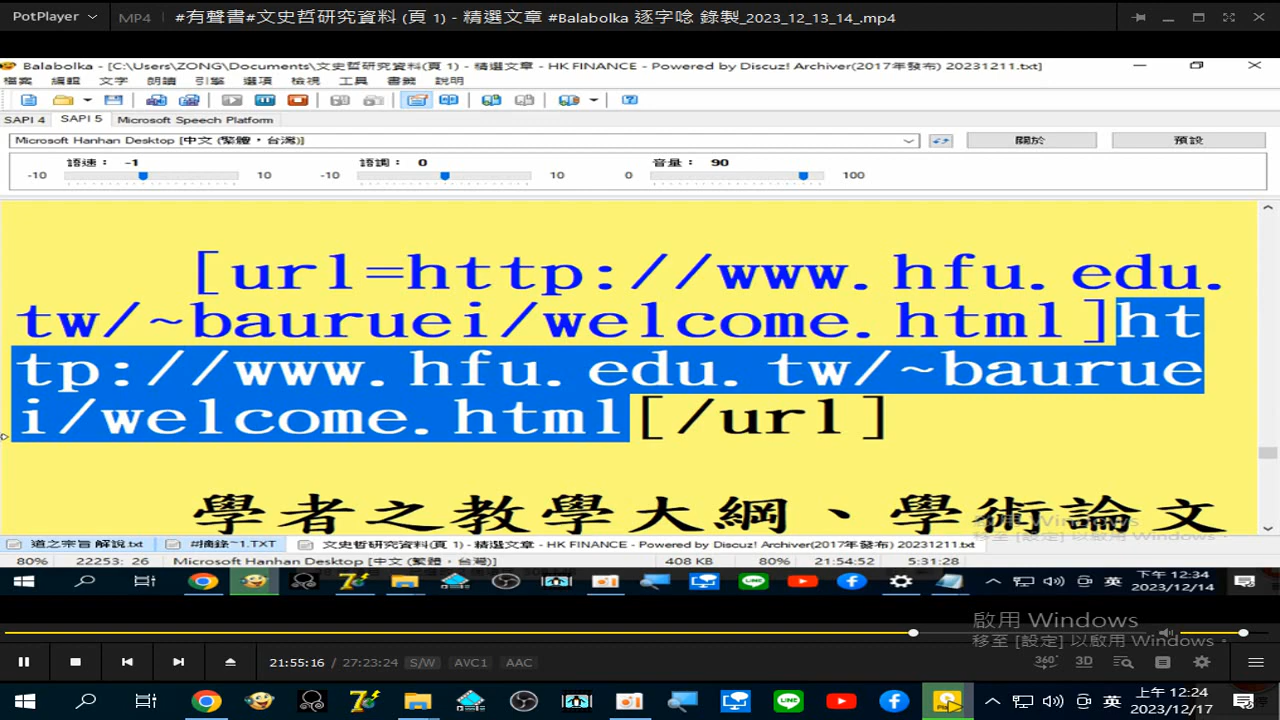 PotPlayer MP4 #有聲書#文史哲研究資料 (頁 1) - 精選文章 #Balabolka 逐字唸 錄製_2023_12_13_14_.mp4
Balabolka - [C:\Users\ZONG\Documents\文史哲研究資料(頁 1) - 精選文章 - HK FINANCE - Powered by Discuz! Archiver(2017年發布) 20231211.txt]
檔案 編輯 文字 朗讀 引擎 選項 檢視 工具 書籤 說明
SAPI 4 SAPI 5 Microsoft Speech Platform
Microsoft Hanhan Desktop [中文 (繁體，台灣)] 關於 預設
語速： -1 語調： 0 音量： 90
-10 10 -10 10 0 100
[url=http://www.hfu.edu.
tw/~bauruei/welcome.html]ht
tp://www.hfu.edu.tw/~baurue
i/welcome.html[/url]
學者之教學大綱、學術論文
啟用 Windows
移至 [設定] 以啟用 Windows。
道之宗旨 解說.txt #摘錄~1.TXT 文史哲研究資料(頁 1) - 精選文章 - HK FINANCE - Powered by Discuz! Archiver(2017年發布) 20231211.txt
80% 22253: 26 Microsoft Hanhan Desktop [中文 (繁體，台灣)] 408 KB 80% 21:54:52 5:31:28
英 下午 12:34
2023/12/14
啟用 Windows
移至 [設定] 以啟用 Windows。
21:55:16 / 27:23:24 S/W AVC1 AAC 360° 3D
英 上午 12:24
2023/12/17